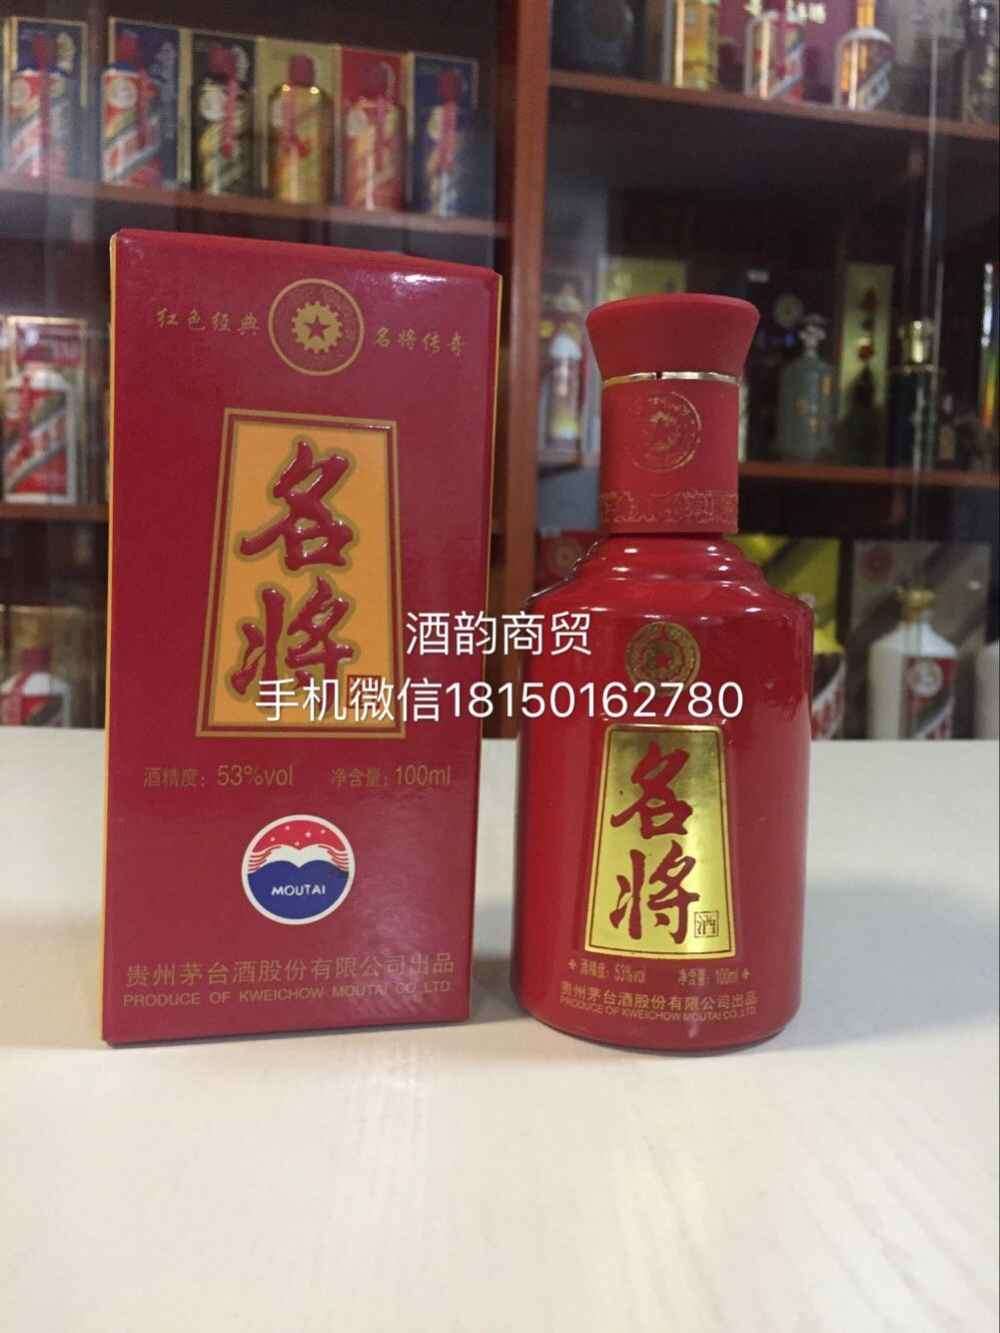 红色经典
名将传奇
名将
酒精度：53%vol 净含量：100ml
MOUTAI
贵州茅台酒股份有限公司出品
PRODUCE OF KWEICHOW MOUTAI CO.,LTD.
酒韵商贸
手机微信18150162780
名将
酒
酒精度：53%vol 净含量：100ml
贵州茅台酒股份有限公司出品
PRODUCE OF KWEICHOW MOUTAI CO.,LTD.